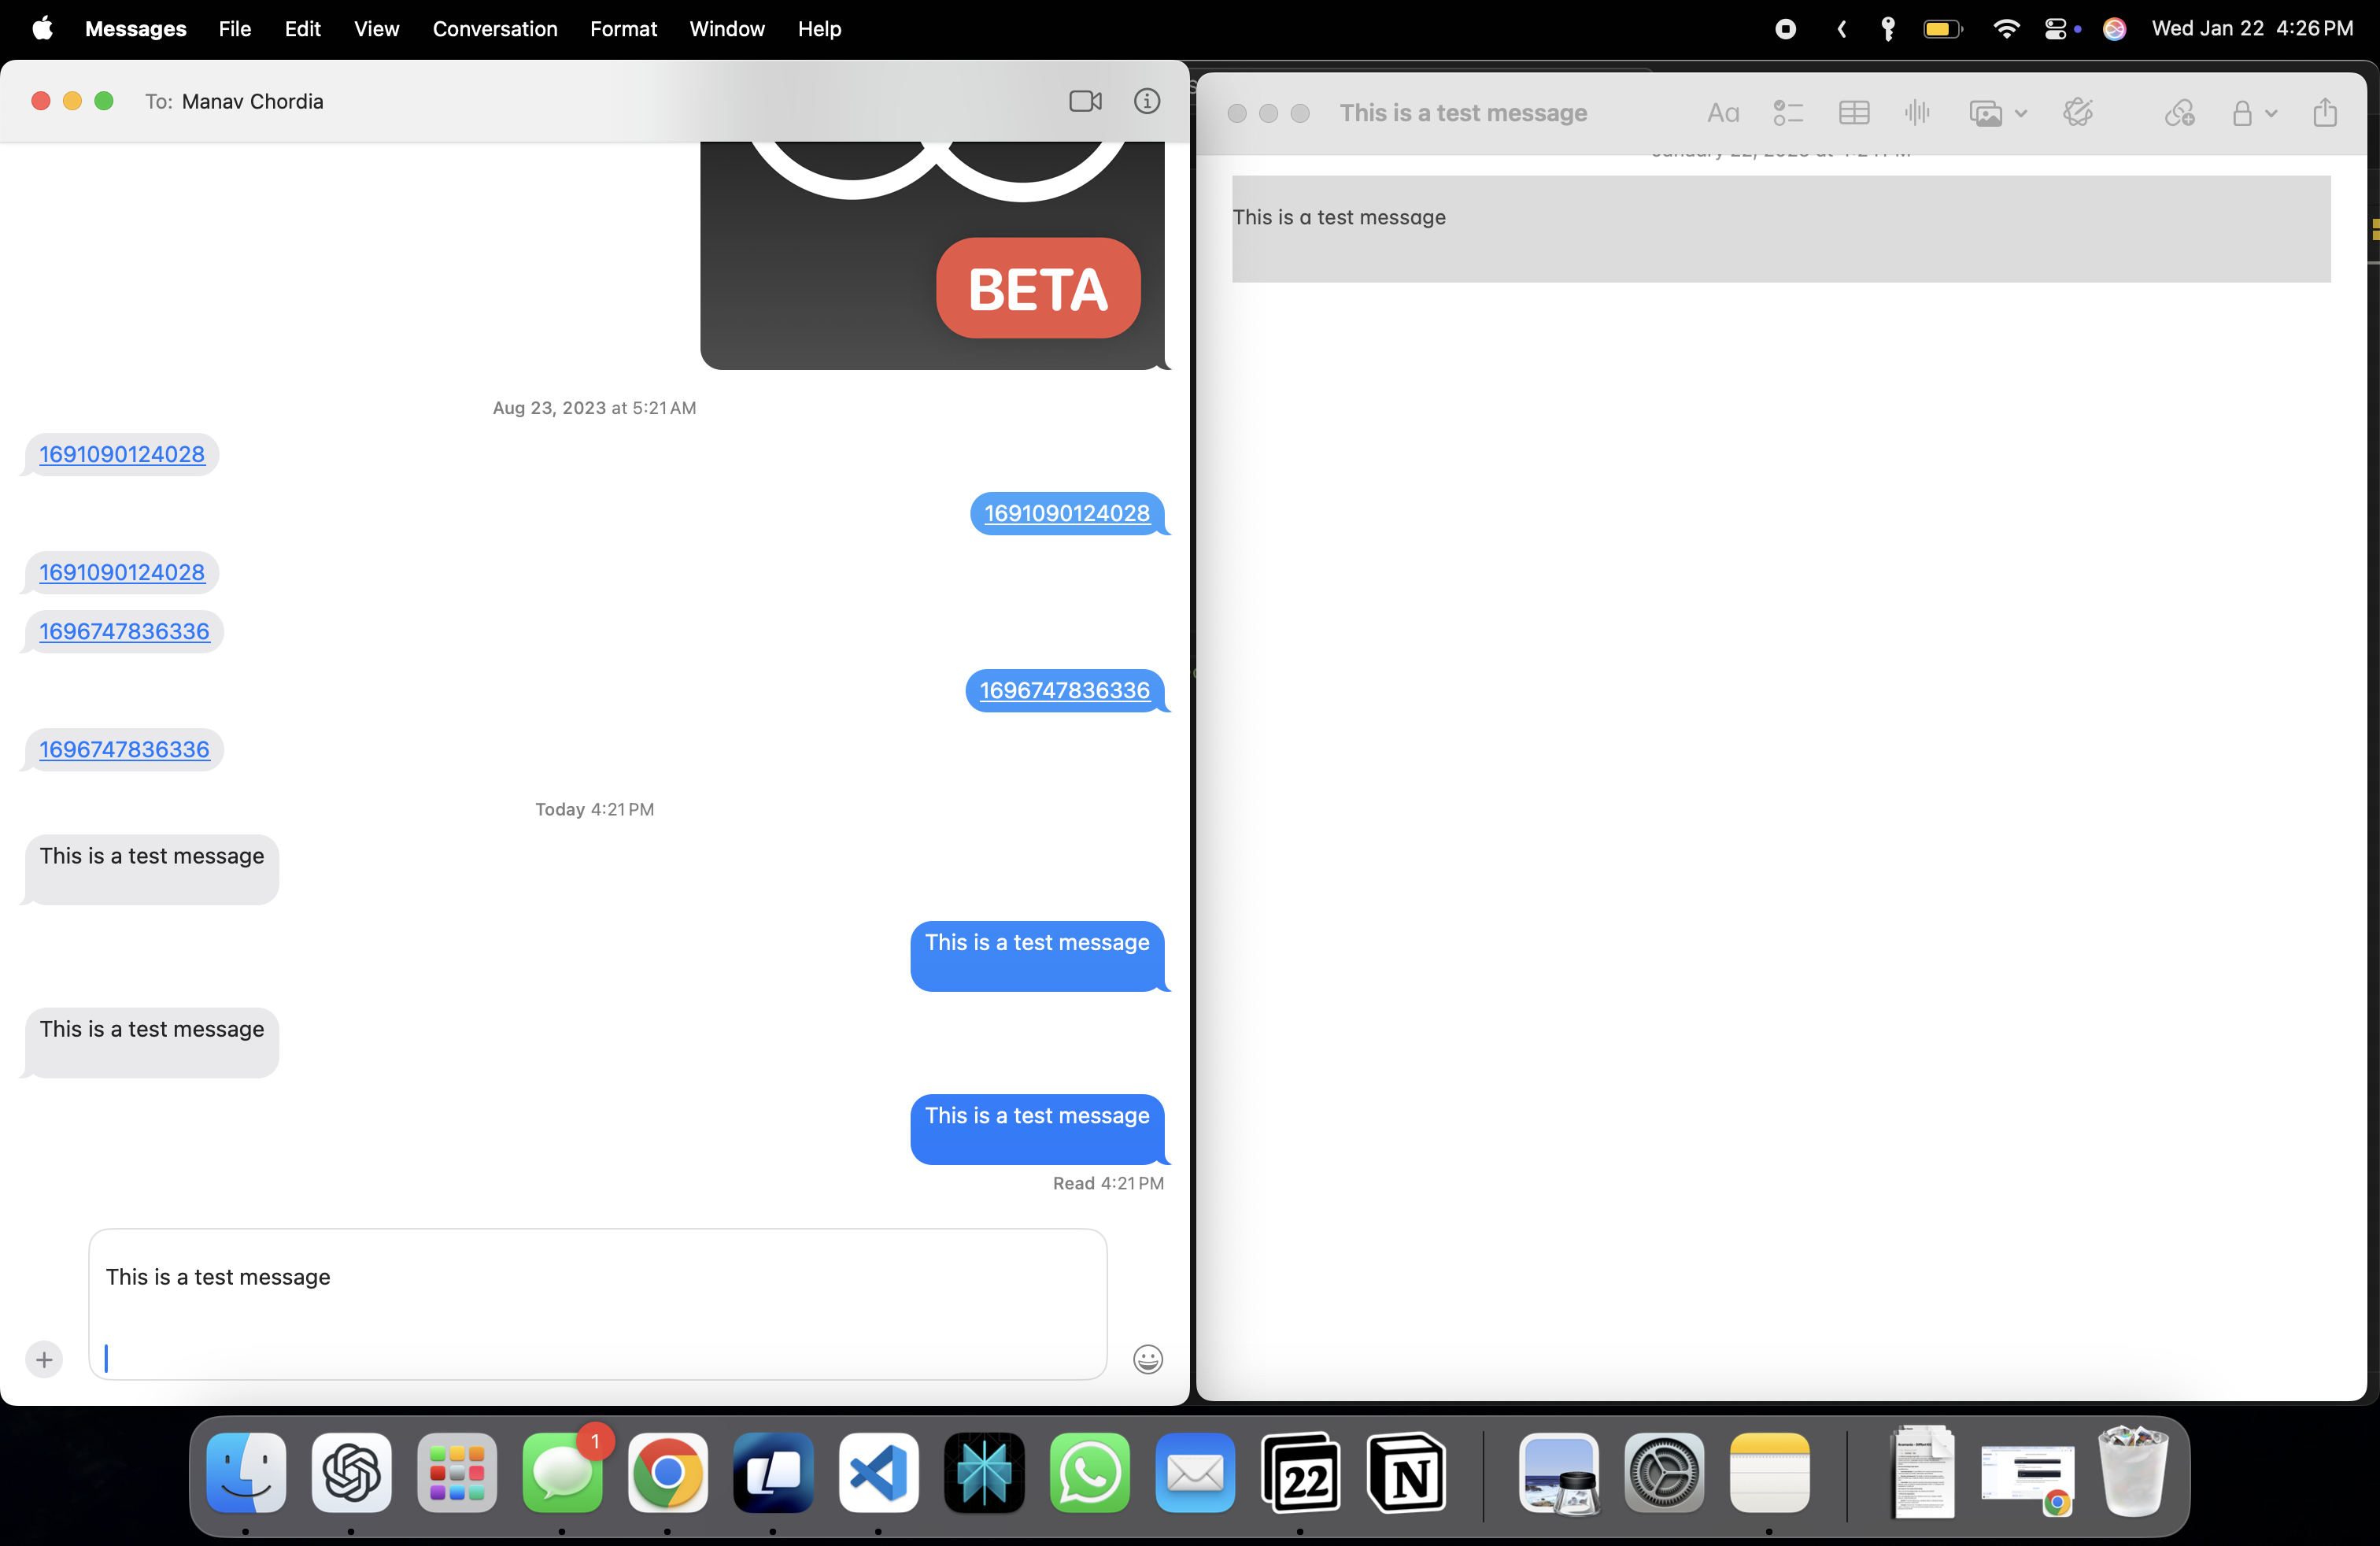 Messages File Edit View Conversation Format Window Help Wed Jan 22 4:26 PM
To: Manav Chordia
BETA
Aug 23, 2023 at 5:21 AM
1691090124028
1691090124028
1691090124028
1696747836336
1696747836336
1696747836336
Today 4:21 PM
This is a test message
This is a test message
This is a test message
This is a test message
Read 4:21 PM
This is a test message
This is a test message
Aa
This is a test message
1
22
N